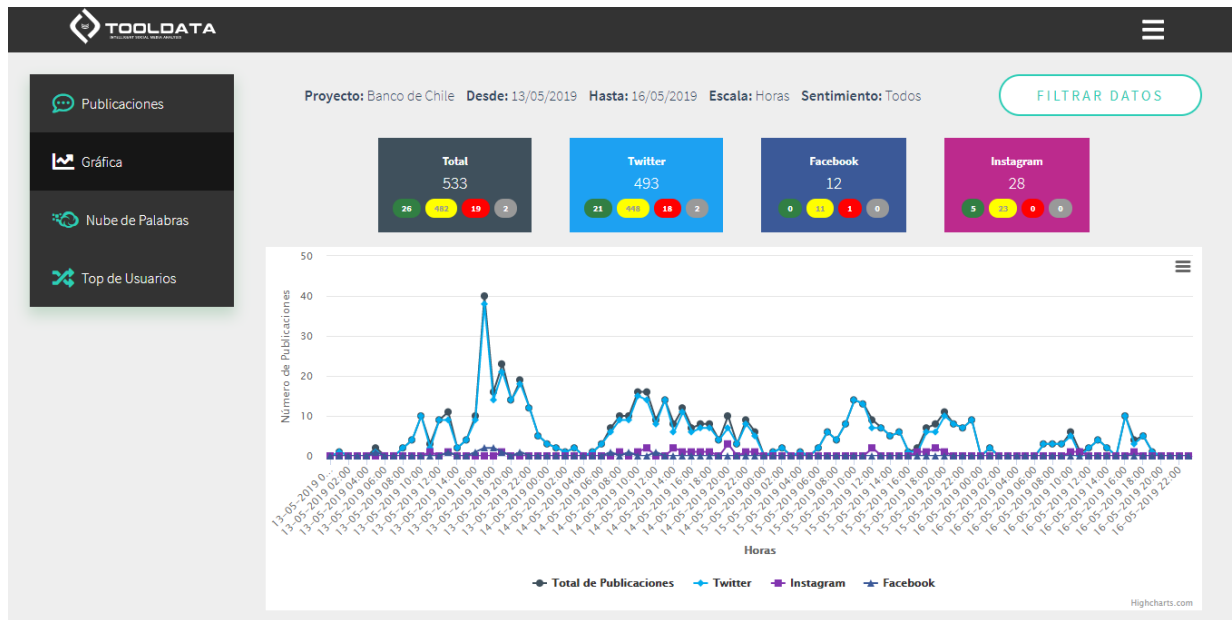 TOOLDATA
INTELLIGENT SOCIAL MEDIA ANALYSIS
Publicaciones
Gráfica
Nube de Palabras
Top de Usuarios
Proyecto: Banco de Chile Desde: 13/05/2019 Hasta: 16/05/2019 Escala: Horas Sentimiento: Todos
FILTRAR DATOS
Total
533
26 482 19 2
Twitter
493
21 448 18 2
Facebook
12
0 11 1 0
Instagram
28
5 23 0 0
Número de Publicaciones
50
40
30
20
10
0
13-05-2019 0...
13-05-2019 02:00
13-05-2019 04:00
13-05-2019 06:00
13-05-2019 08:00
13-05-2019 10:00
13-05-2019 12:00
13-05-2019 14:00
13-05-2019 16:00
13-05-2019 18:00
13-05-2019 20:00
13-05-2019 22:00
14-05-2019 00:00
14-05-2019 02:00
14-05-2019 04:00
14-05-2019 06:00
14-05-2019 08:00
14-05-2019 10:00
14-05-2019 12:00
14-05-2019 14:00
14-05-2019 16:00
14-05-2019 18:00
14-05-2019 20:00
14-05-2019 22:00
15-05-2019 00:00
15-05-2019 02:00
15-05-2019 04:00
15-05-2019 06:00
15-05-2019 08:00
15-05-2019 10:00
15-05-2019 12:00
15-05-2019 14:00
15-05-2019 16:00
15-05-2019 18:00
15-05-2019 20:00
15-05-2019 22:00
16-05-2019 00:00
16-05-2019 02:00
16-05-2019 04:00
16-05-2019 06:00
16-05-2019 08:00
16-05-2019 10:00
16-05-2019 12:00
16-05-2019 14:00
16-05-2019 16:00
16-05-2019 18:00
16-05-2019 20:00
16-05-2019 22:00
Horas
Total de Publicaciones Twitter Instagram Facebook
Highcharts.com